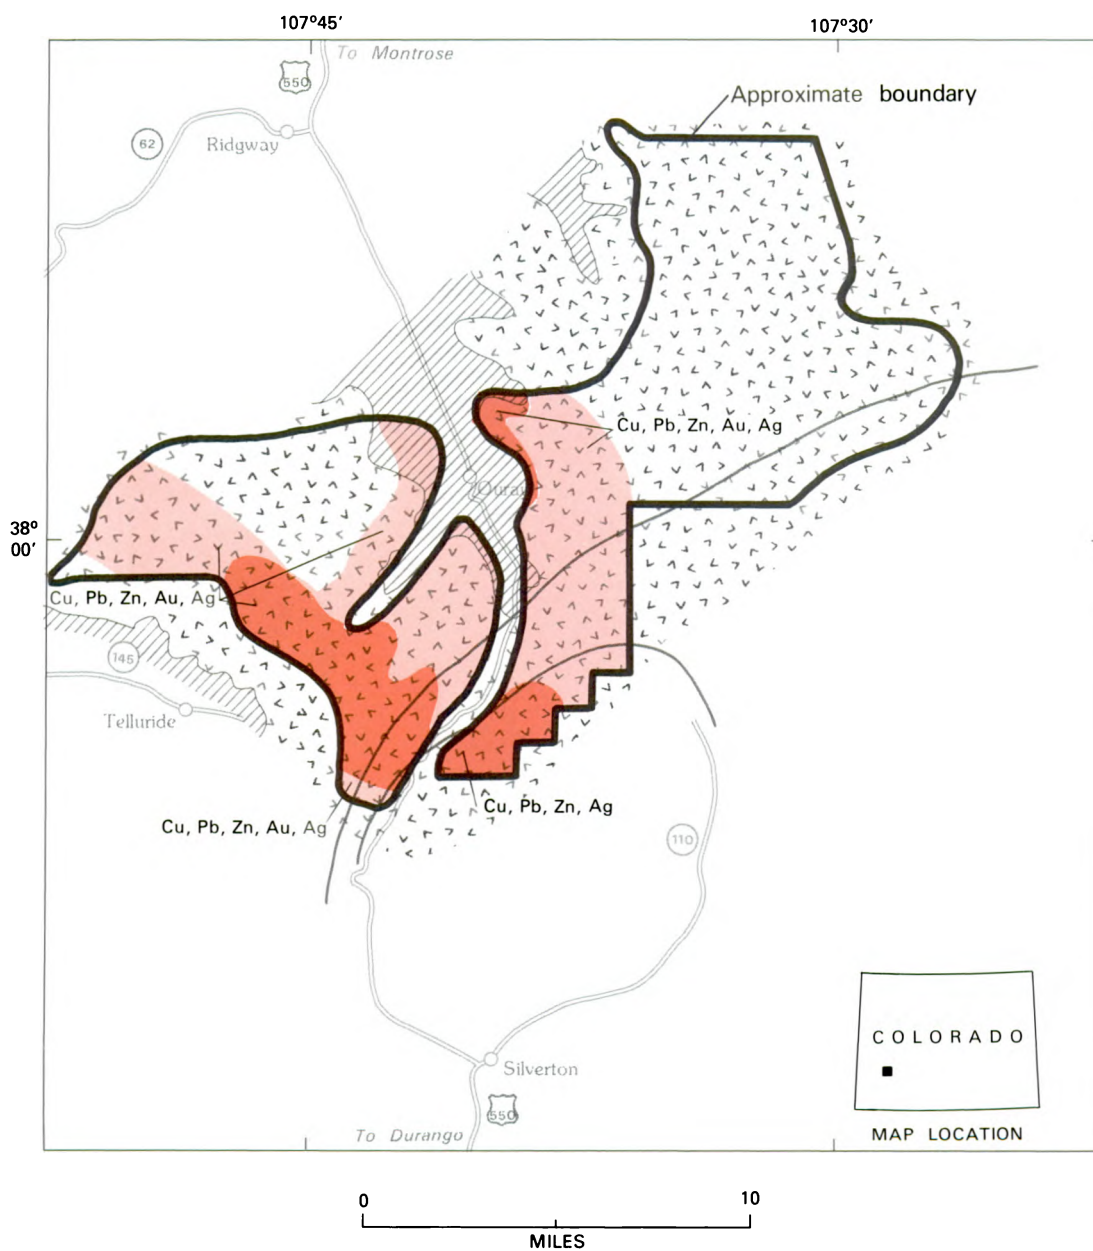 107°45'
107°30'
To Montrose
550
Approximate boundary
62
Ridgway
Cu, Pb, Zn, Au, Ag
Ouray
38°
00'
Cu, Pb, Zn, Au, Ag
145
Telluride
Cu, Pb, Zn, Ag
Cu, Pb, Zn, Au, Ag
110
COLORADO
Silverton
550
To Durango
MAP LOCATION
0 10
MILES